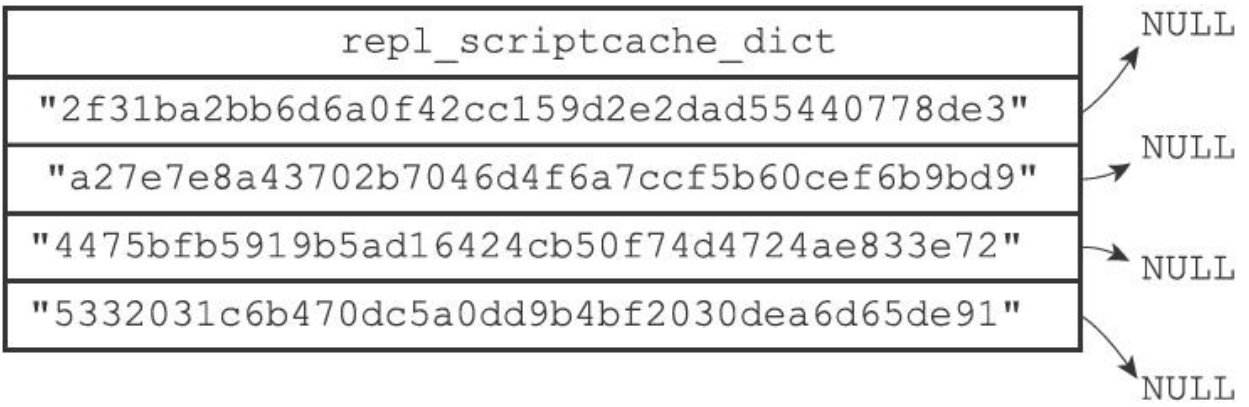 repl_scriptcache_dict
NULL
"2f31ba2bb6d6a0f42cc159d2e2dad55440778de3"
NULL
"a27e7e8a43702b7046d4f6a7ccf5b60cef6b9bd9"
"4475bfb5919b5ad16424cb50f74d4724ae833e72"
NULL
"5332031c6b470dc5a0dd9b4bf2030dea6d65de91"
NULL